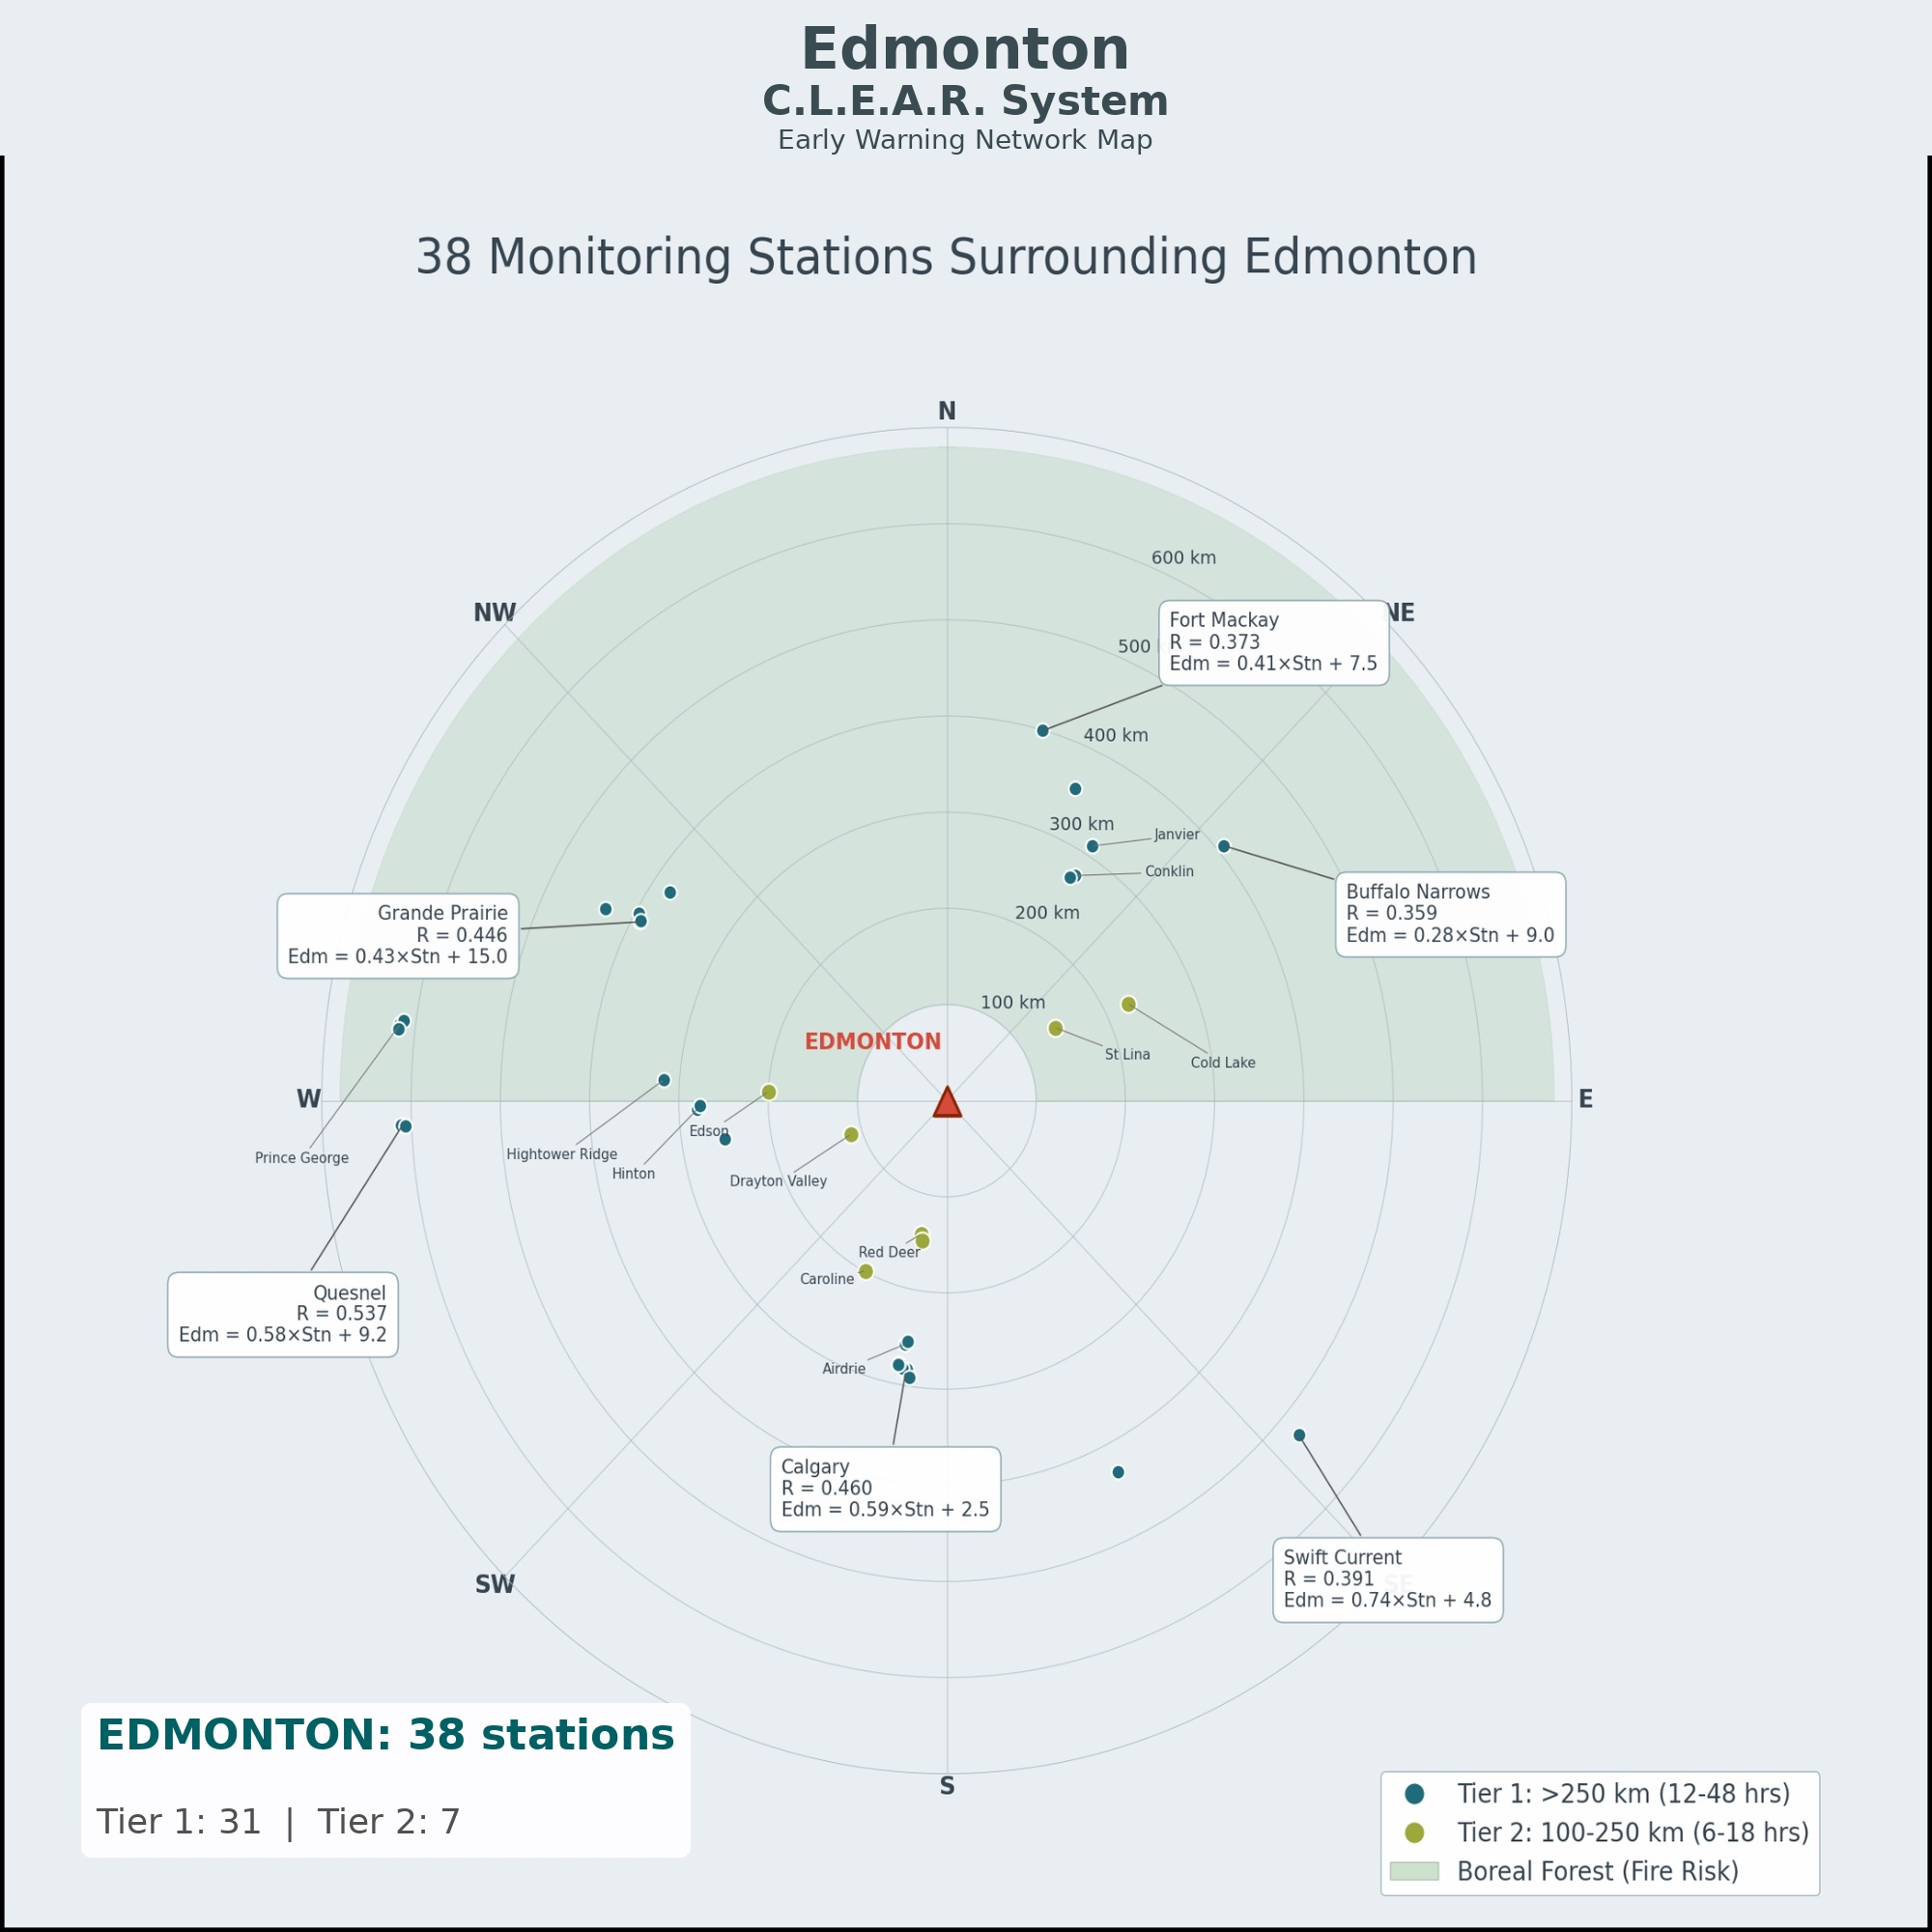 Edmonton
C.L.E.A.R. System
Early Warning Network Map
38 Monitoring Stations Surrounding Edmonton
N
600 km
NW
NE
Fort Mackay
R = 0.373
Edm = 0.41×Stn + 7.5
500
400 km
300 km
Janvier
Conklin
Buffalo Narrows
R = 0.359
Edm = 0.28×Stn + 9.0
200 km
Grande Prairie
R = 0.446
Edm = 0.43×Stn + 15.0
100 km
EDMONTON
St Lina
Cold Lake
W
E
Edson
Prince George
Hightower Ridge
Hinton
Drayton Valley
Red Deer
Caroline
Quesnel
R = 0.537
Edm = 0.58×Stn + 9.2
Airdrie
Calgary
R = 0.460
Edm = 0.59×Stn + 2.5
Swift Current
R = 0.391
Edm = 0.74×Stn + 4.8
SE
SW
S
EDMONTON: 38 stations
Tier 1: 31 | Tier 2: 7
Tier 1: >250 km (12-48 hrs)
Tier 2: 100-250 km (6-18 hrs)
Boreal Forest (Fire Risk)